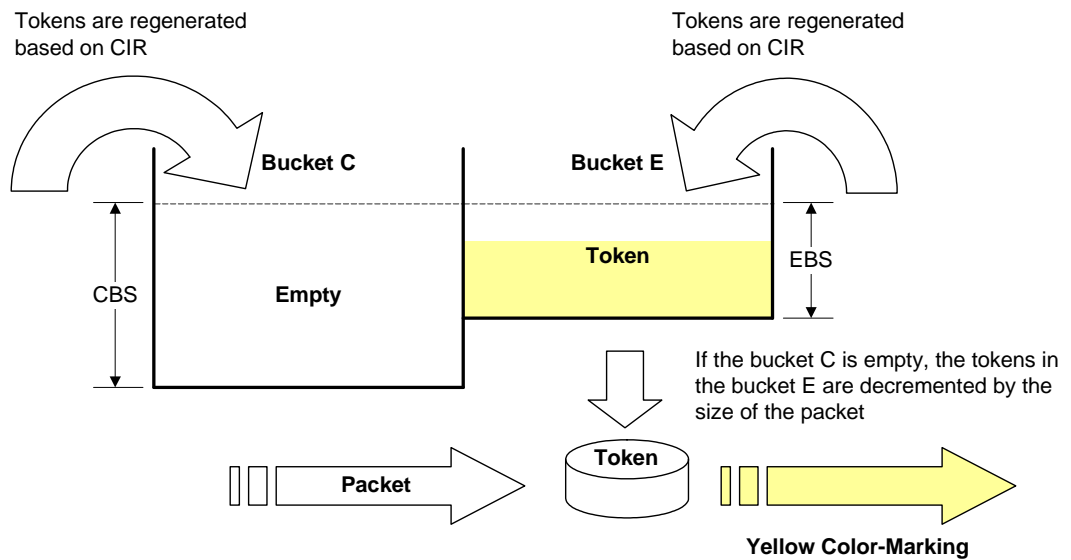 Tokens are regenerated
based on CIR
Tokens are regenerated
based on CIR
Bucket C
Bucket E
CBS
Empty
Token
EBS
If the bucket C is empty, the tokens in
the bucket E are decremented by the
size of the packet
Packet
Token
Yellow Color-Marking